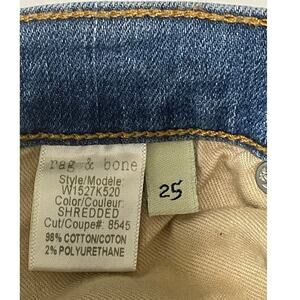 rag & bone
Style/Modèle:
W1527K520
Color/Couleur:
SHREDDED
Cut/Coupe#: 8545
98% COTTON/COTON
2% POLYURETHANE
25